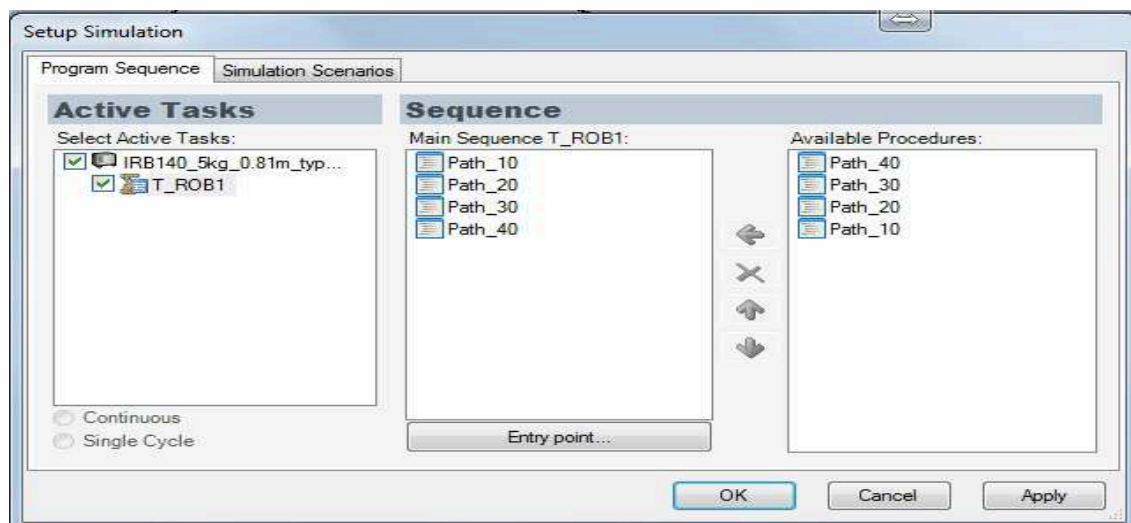 Setup Simulation
Program Sequence
Simulation Scenarios
Active Tasks
Select Active Tasks:
IRB140_5kg_0.81m_typ...
T_ROB1
Continuous
Single Cycle
Sequence
Main Sequence T_ROB1:
Path_10
Path_20
Path_30
Path_40
Entry point...
Available Procedures:
Path_40
Path_30
Path_20
Path_10
OK
Cancel
Apply